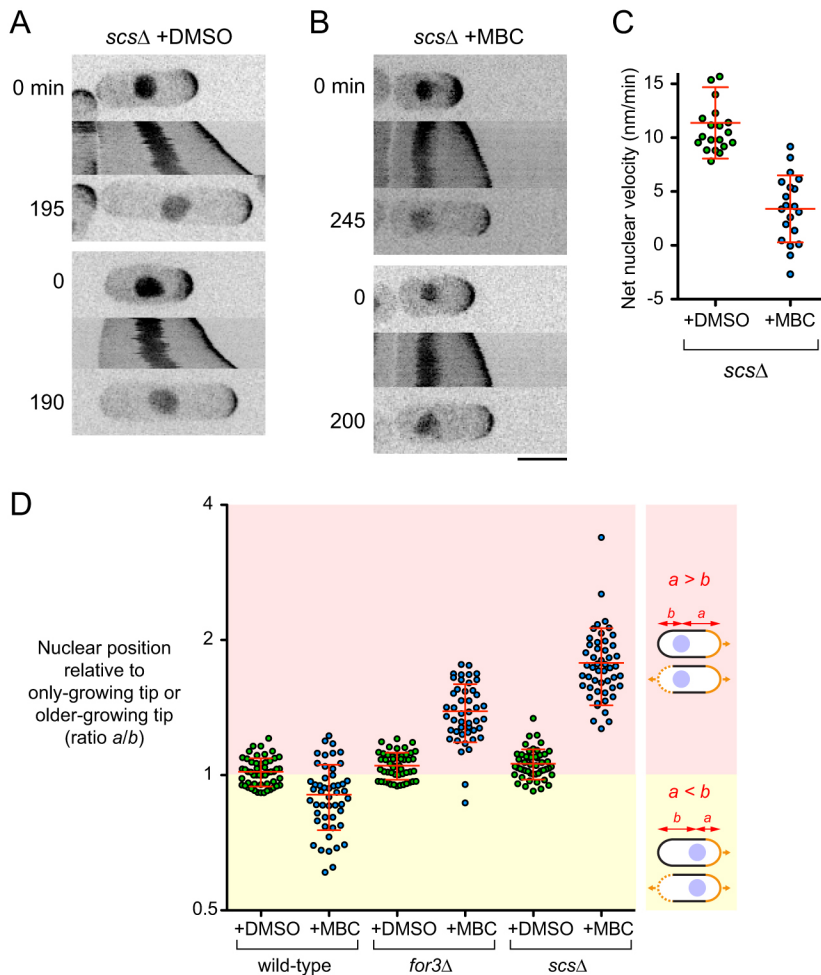 A
scsΔ +DMSO
0 min
195
0
190
B
scsΔ +MBC
0 min
245
0
200
C
Net nuclear velocity (nm/min)
15
10
5
0
-5
+DMSO +MBC
scsΔ
D
Nuclear position
relative to
only-growing tip or
older-growing tip
(ratio a/b)
4
2
1
0.5
+DMSO +MBC +DMSO +MBC +DMSO +MBC
wild-type for3Δ scsΔ
a > b
b a
a < b
b a